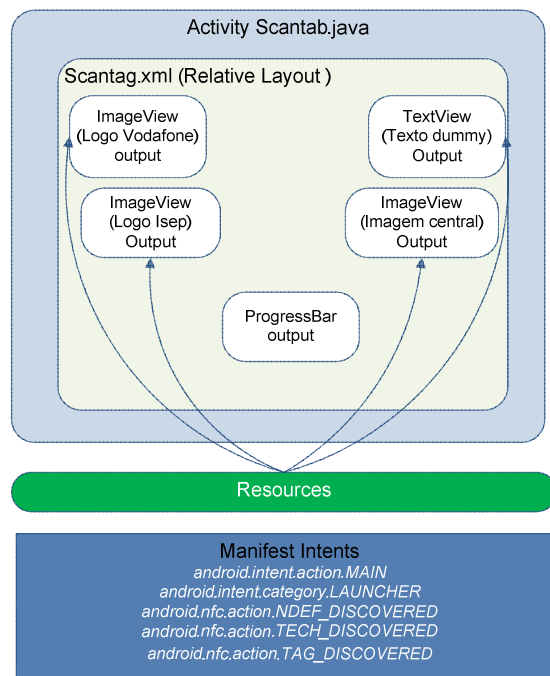 Activity Scantab.java
Scantag.xml (Relative Layout )
ImageView
(Logo Vodafone)
output
TextView
(Texto dummy)
Output
ImageView
(Logo Isep)
Output
ImageView
(Imagem central)
Output
ProgressBar
output
Resources
Manifest Intents
android.intent.action.MAIN
android.intent.category.LAUNCHER
android.nfc.action.NDEF_DISCOVERED
android.nfc.action.TECH_DISCOVERED
android.nfc.action.TAG_DISCOVERED